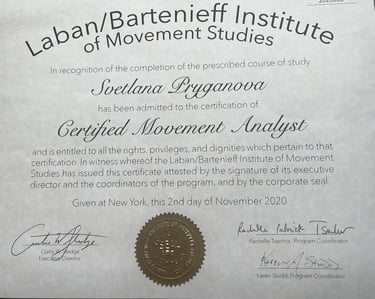 Laban/Bartenieff Institute
of Movement Studies
In recognition of the completion of the prescribed course of study
Svetlana Pryganova
has been admitted to the certification of
Certified Movement Analyst
and is entitled to all the rights, privileges, and dignities which pertain to that
certification. In witness whereof the Laban/Bartenieff Institute of Movement
Studies has issued this certificate attested by the signature of its executive
director and the coordinators of the program, and by the corporate seal.
Given at New York, this 2nd day of November 2020
Executive Director
Program Coordinator
Karen Studd, Program Coordinator